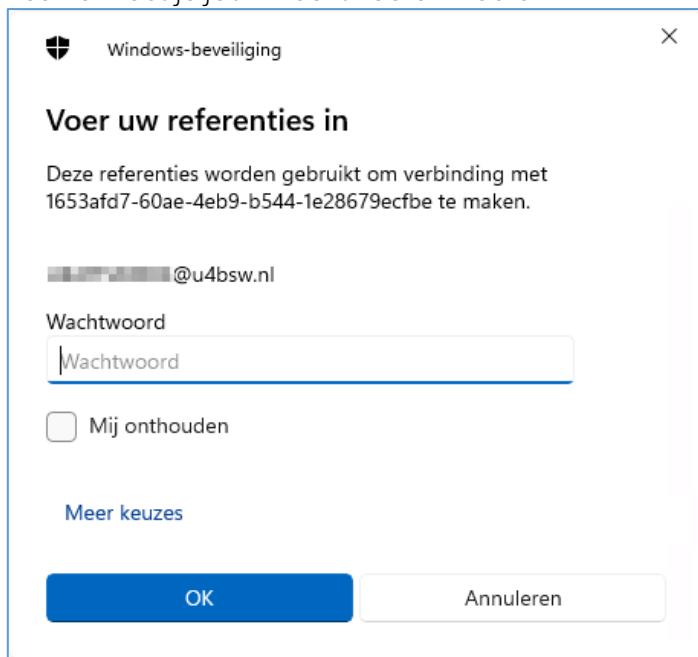 Windows-beveiliging
Voer uw referenties in
Deze referenties worden gebruikt om verbinding met
1653afd7-60ae-4eb9-b544-1e28679ecfbe te maken.
@u4bsw.nl
Wachtwoord
Wachtwoord
Mij onthouden
Meer keuzes
OK
Annuleren